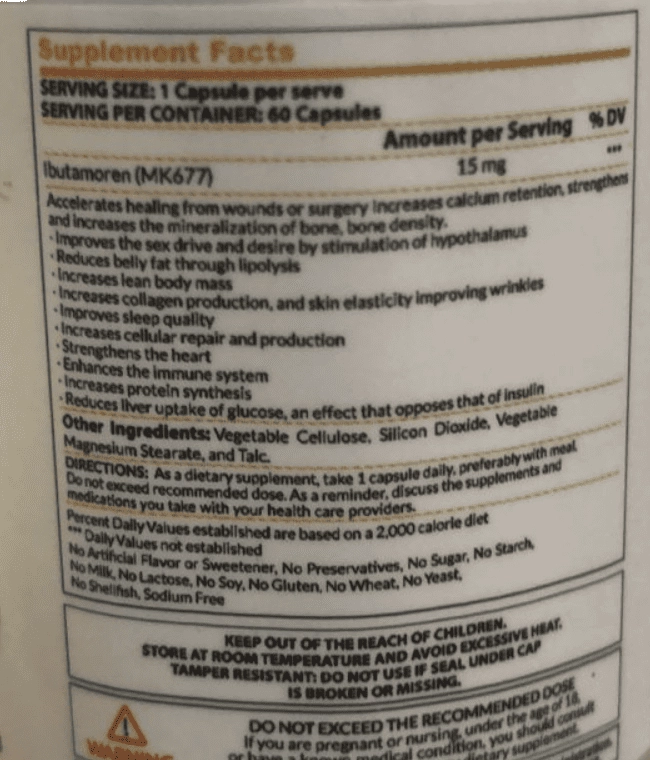 Supplement Facts
SERVING SIZE: 1 Capsule per serve
SERVING PER CONTAINER: 60 Capsules
Amount per Serving % DV
Ibutamoren (MK677) 15 mg ***
Accelerates healing from wounds or surgery increases calcium retention, strengthens
and increases the mineralization of bone, bone density.
·Improves the sex drive and desire by stimulation of hypothalamus
·Reduces belly fat through lipolysis
·Increases lean body mass
·Increases collagen production, and skin elasticity improving wrinkles
·Improves sleep quality
·Increases cellular repair and production
·Strengthens the heart
·Enhances the immune system
·Increases protein synthesis
·Reduces liver uptake of glucose, an effect that opposes that of insulin
Other Ingredients: Vegetable Cellulose, Silicon Dioxide, Vegetable
Magnesium Stearate, and Talc.
DIRECTIONS: As a dietary supplement, take 1 capsule daily, preferably with meal.
Do not exceed recommended dose. As a reminder, discuss the supplements and
medications you take with your health care providers.
Percent Daily Values established are based on a 2,000 calorie diet
*** Daily Values not established
No Artificial Flavor or Sweetener, No Preservatives, No Sugar, No Starch,
No Milk, No Lactose, No Soy, No Gluten, No Wheat, No Yeast,
No Shellfish, Sodium Free
KEEP OUT OF THE REACH OF CHILDREN.
STORE AT ROOM TEMPERATURE AND AVOID EXCESSIVE HEAT.
TAMPER RESISTANT: DO NOT USE IF SEAL UNDER CAP
IS BROKEN OR MISSING.
WARNING
DO NOT EXCEED THE RECOMMENDED DOSE
If you are pregnant or nursing, under the age of 18,
or have a known medical condition, you should consult
dietary supplement.